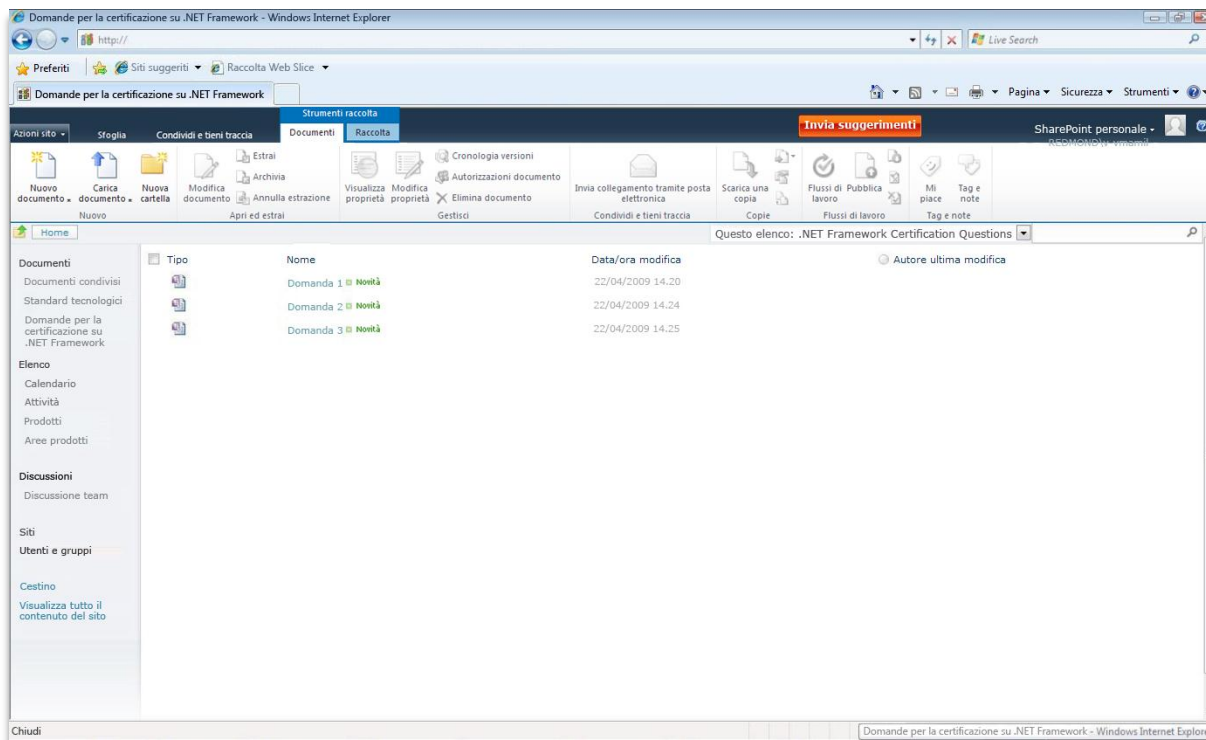 Domande per la certificazione su .NET Framework - Windows Internet Explorer
http://
Live Search
Preferiti
Siti suggeriti
Raccolta Web Slice
Domande per la certificazione su .NET Framework
Pagina
Sicurezza
Strumenti
Strumenti raccolta
Azioni sito
Sfoglia
Condividi e tieni traccia
Documenti
Raccolta
Invia suggerimenti
SharePoint personale
Nuovo documento
Carica documento
Nuova cartella
Modifica documento
Estrai
Archivia
Annulla estrazione
Visualizza proprietà
Modifica proprietà
Cronologia versioni
Autorizzazioni documento
Elimina documento
Invia collegamento tramite posta elettronica
Scarica una copia
Flussi di lavoro
Pubblica
Mi piace
Tag e note
Nuovo
Apri ed estrai
Gestisci
Condividi e tieni traccia
Copie
Flussi di lavoro
Tag e note
Home
Questo elenco: .NET Framework Certification Questions
Documenti
Documenti condivisi
Standard tecnologici
Domande per la
certificazione su
.NET Framework
Elenco
Calendario
Attività
Prodotti
Aree prodotti
Discussioni
Discussione team
Siti
Utenti e gruppi
Cestino
Visualizza tutto il
contenuto del sito
Tipo Nome Data/ora modifica Autore ultima modifica
Domanda 1 Novità 22/04/2009 14.20
Domanda 2 Novità 22/04/2009 14.24
Domanda 3 Novità 22/04/2009 14.25
Chiudi
Domande per la certificazione su .NET Framework - Windows Internet Explor